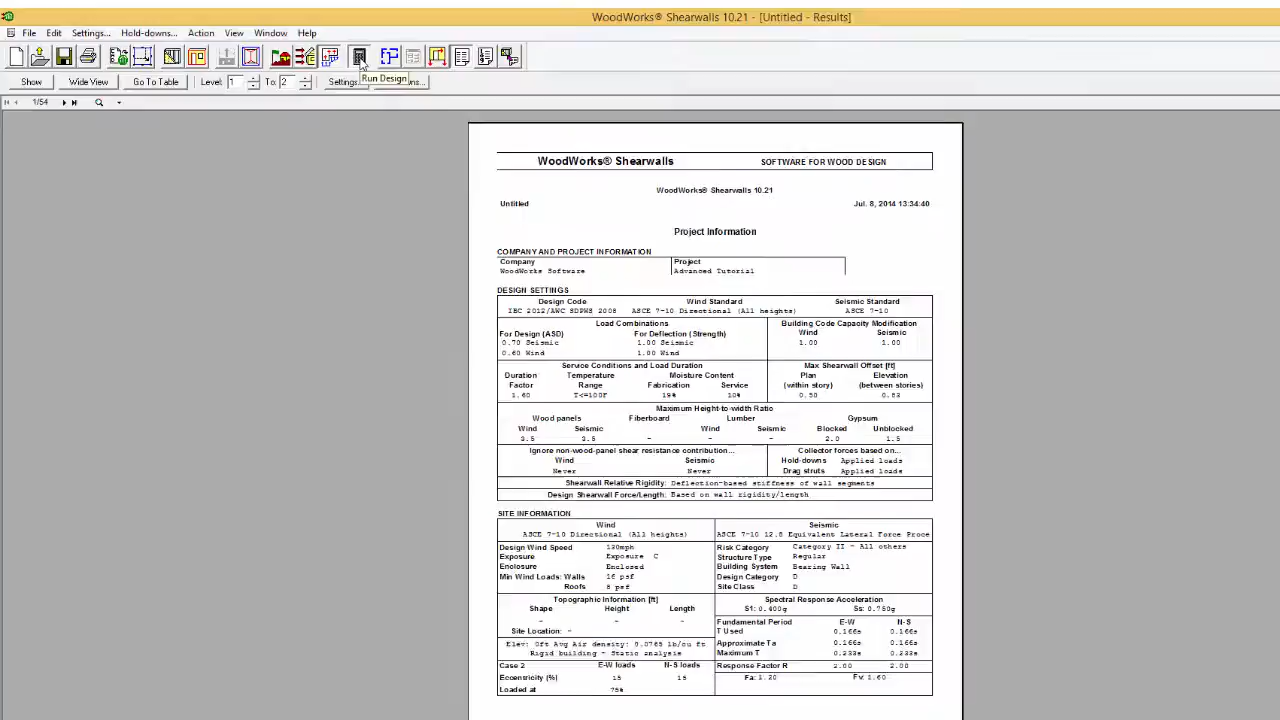 WoodWorks® Shearwalls 10.21 - [Untitled - Results]
File Edit Settings... Hold-downs... Action View Window Help
Show Wide View Go To Table Level: 1 To: 2 Settings...
Run Design
1/54
WoodWorks® Shearwalls SOFTWARE FOR WOOD DESIGN
WoodWorks® Shearwalls 10.21
Untitled Jul. 8, 2014 13:34:40
Project Information
COMPANY AND PROJECT INFORMATION
Company Project
WoodWorks Software Advanced Tutorial
DESIGN SETTINGS
Design Code Wind Standard Seismic Standard
IBC 2012/AWC SDPWS 2008 ASCE 7-10 Directional (All heights) ASCE 7-10
Load Combinations Building Code Capacity Modification
For Design (ASD) For Deflection (Strength) Wind Seismic
0.70 Seismic 1.00 Seismic 1.00 1.00
0.60 Wind 1.00 Wind
Service Conditions and Load Duration Max Shearwall Offset [ft]
Duration Temperature Moisture Content Plan Elevation
Factor Range Fabrication Service (within story) (between stories)
1.60 T<=100F 19% 10% 0.50 0.83
Maximum Height-to-width Ratio
Wood panels Fiberboard Lumber Gypsum
Wind Seismic Wind Seismic Blocked Unblocked
3.5 3.5 - - - 2.0 1.5
Ignore non-wood-panel shear resistance contribution... Collector forces based on...
Wind Seismic Hold-downs Applied loads
Never Never Drag struts Applied loads
Shearwall Relative Rigidity: Deflection-based stiffness of wall segments
Design Shearwall Force/Length: Based on wall rigidity/length
SITE INFORMATION
Wind Seismic
ASCE 7-10 Directional (All heights) ASCE 7-10 12.8 Equivalent Lateral Force Proce
Design Wind Speed 130mph Risk Category Category II - All others
Exposure Exposure C Structure Type Regular
Enclosure Enclosed Building System Bearing Wall
Min Wind Loads: Walls 16 psf Design Category D
Roofs 8 psf Site Class D
Topographic Information [ft] Spectral Response Acceleration
Shape Height Length S1: 0.400g Ss: 0.750g
- - - Fundamental Period E-W N-S
Site Location: - T Used 0.166s 0.166s
Elev: 0ft Avg Air density: 0.0765 lb/cu ft Approximate Ta 0.166s 0.166s
Rigid building - Static analysis Maximum T 0.233s 0.233s
Case 2 E-W loads N-S loads Response Factor R 2.00 2.00
Eccentricity (%) 15 15 Fa: 1.20 Fv: 1.60
Loaded at 75%